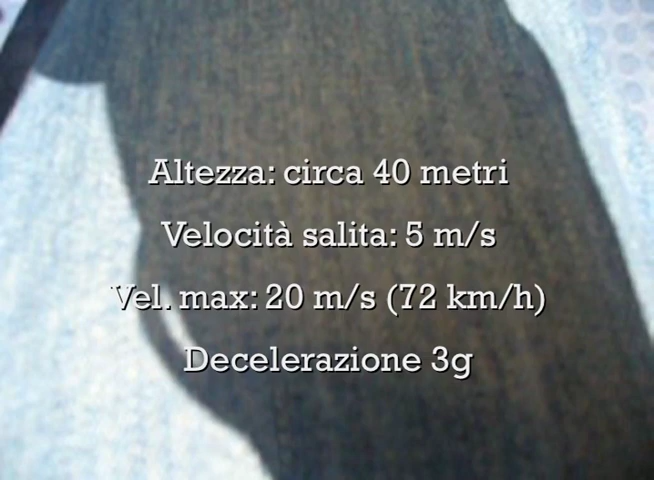 Altezza: circa 40 metri
Velocità salita: 5 m/s
Vel. max: 20 m/s (72 km/h)
Decelerazione 3g